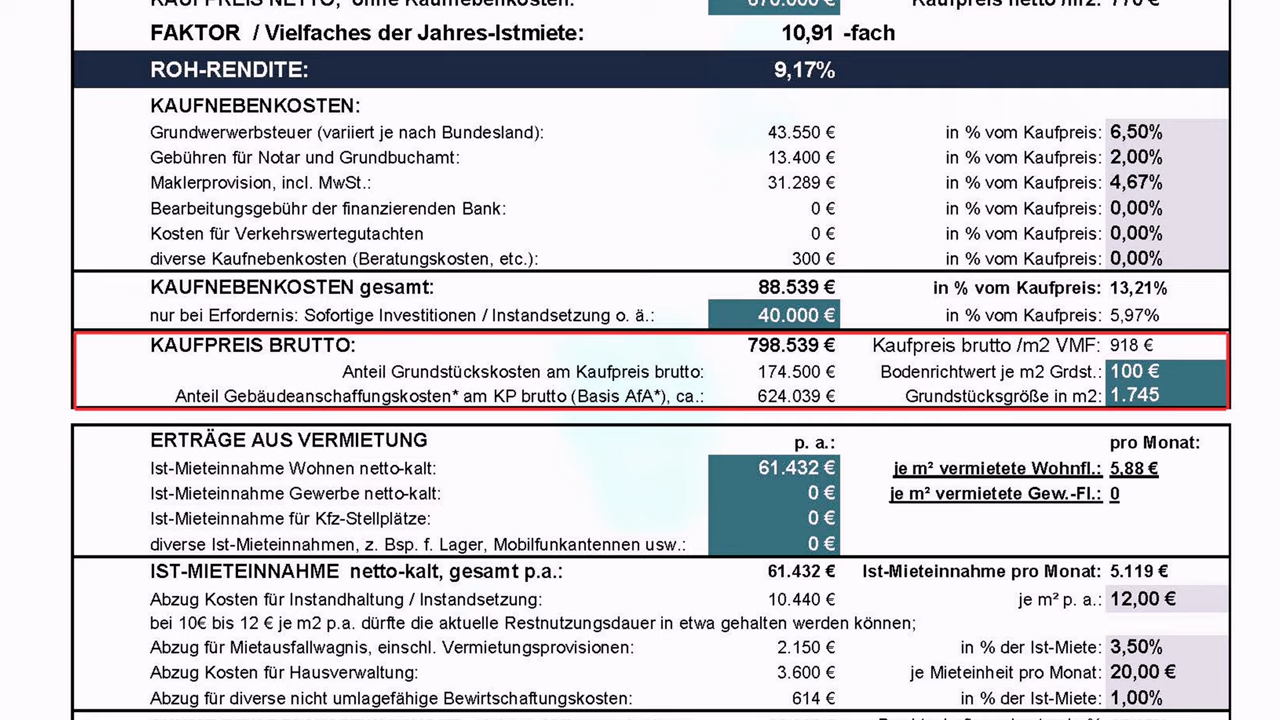 KAUFPREIS NETTO, ohne Kaufnebenkosten: 670.000 € Kaufpreis netto /m2: 770 €
FAKTOR / Vielfaches der Jahres-Istmiete: 10,91 -fach
ROH-RENDITE: 9,17%
KAUFNEBENKOSTEN:
Grundwerwerbsteuer (variiert je nach Bundesland): 43.550 € in % vom Kaufpreis: 6,50%
Gebühren für Notar und Grundbuchamt: 13.400 € in % vom Kaufpreis: 2,00%
Maklerprovision, incl. MwSt.: 31.289 € in % vom Kaufpreis: 4,67%
Bearbeitungsgebühr der finanzierenden Bank: 0 € in % vom Kaufpreis: 0,00%
Kosten für Verkehrswertegutachten 0 € in % vom Kaufpreis: 0,00%
diverse Kaufnebenkosten (Beratungskosten, etc.): 300 € in % vom Kaufpreis: 0,00%
KAUFNEBENKOSTEN gesamt: 88.539 € in % vom Kaufpreis: 13,21%
nur bei Erfordernis: Sofortige Investitionen / Instandsetzung o. ä.: 40.000 € in % vom Kaufpreis: 5,97%
KAUFPREIS BRUTTO: 798.539 € Kaufpreis brutto /m2 VMF: 918 €
Anteil Grundstückskosten am Kaufpreis brutto: 174.500 € Bodenrichtwert je m2 Grdst.: 100 €
Anteil Gebäudeanschaffungskosten* am KP brutto (Basis AfA*), ca.: 624.039 € Grundstücksgröße in m2: 1.745
ERTRÄGE AUS VERMIETUNG p. a.: pro Monat:
Ist-Mieteinnahme Wohnen netto-kalt: 61.432 € je m² vermietete Wohnfl.: 5,88 €
Ist-Mieteinnahme Gewerbe netto-kalt: 0 € je m² vermietete Gew.-Fl.: 0
Ist-Mieteinnahme für Kfz-Stellplätze: 0 €
diverse Ist-Mieteinnahmen, z. Bsp. f. Lager, Mobilfunkantennen usw.: 0 €
IST-MIETEINNAHME netto-kalt, gesamt p.a.: 61.432 € Ist-Mieteinnahme pro Monat: 5.119 €
Abzug Kosten für Instandhaltung / Instandsetzung: 10.440 € je m² p. a.: 12,00 €
bei 10€ bis 12 € je m2 p.a. dürfte die aktuelle Restnutzungsdauer in etwa gehalten werden können;
Abzug für Mietausfallwagnis, einschl. Vermietungsprovisionen: 2.150 € in % der Ist-Miete: 3,50%
Abzug Kosten für Hausverwaltung: 3.600 € je Mieteinheit pro Monat: 20,00 €
Abzug für diverse nicht umlagefähige Bewirtschaftungskosten: 614 € in % der Ist-Miete: 1,00%